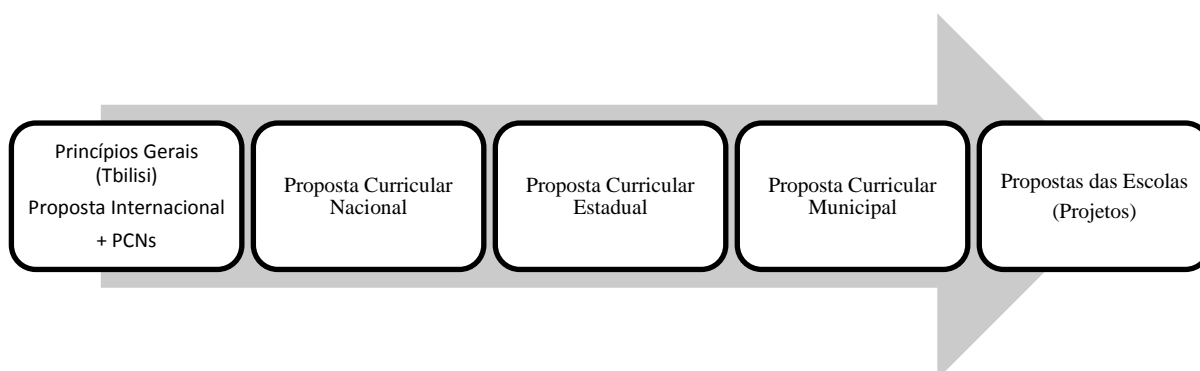 Princípios Gerais
(Tbilisi)
Proposta Internacional
+ PCNs
Proposta Curricular
Nacional
Proposta Curricular
Estadual
Proposta Curricular
Municipal
Propostas das Escolas
(Projetos)